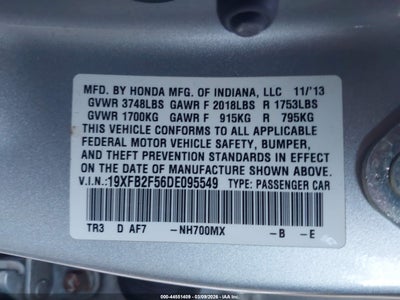 MFD. BY HONDA MFG. OF INDIANA, LLC 11/'13
GVWR 3748LBS GAWR F 2018LBS R 1753LBS
GVWR 1700KG GAWR F 915KG R 795KG
THIS VEHICLE CONFORMS TO ALL APPLICABLE
FEDERAL MOTOR VEHICLE SAFETY, BUMPER,
AND THEFT PREVENTION STANDARDS IN
EFFECT ON THE DATE OF MANUFACTURE
SHOWN ABOVE.
V.I.N.: 19XFB2F56DE095549 TYPE: PASSENGER CAR
TR3 D AF7 -NH700MX -B -E
000-44551409 - 03/09/2026 - IAA